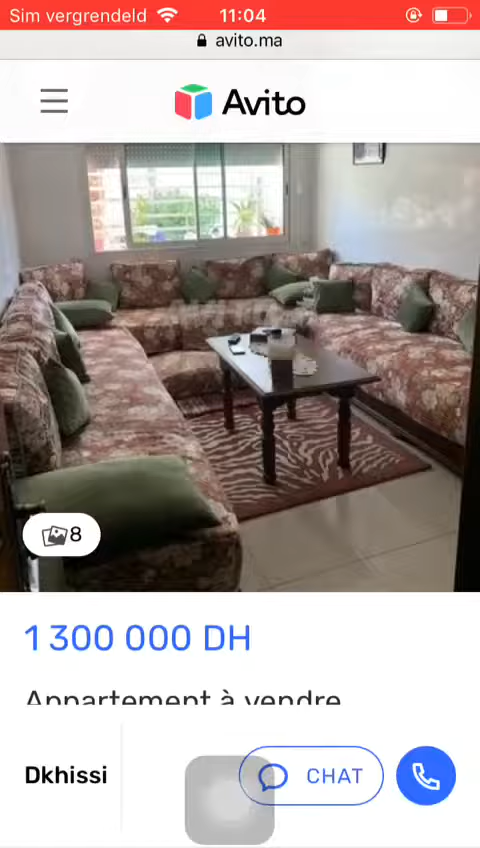 Sim vergrendeld 11:04
avito.ma
Avito
8
1 300 000 DH
Appartement à vendre
Dkhissi
CHAT